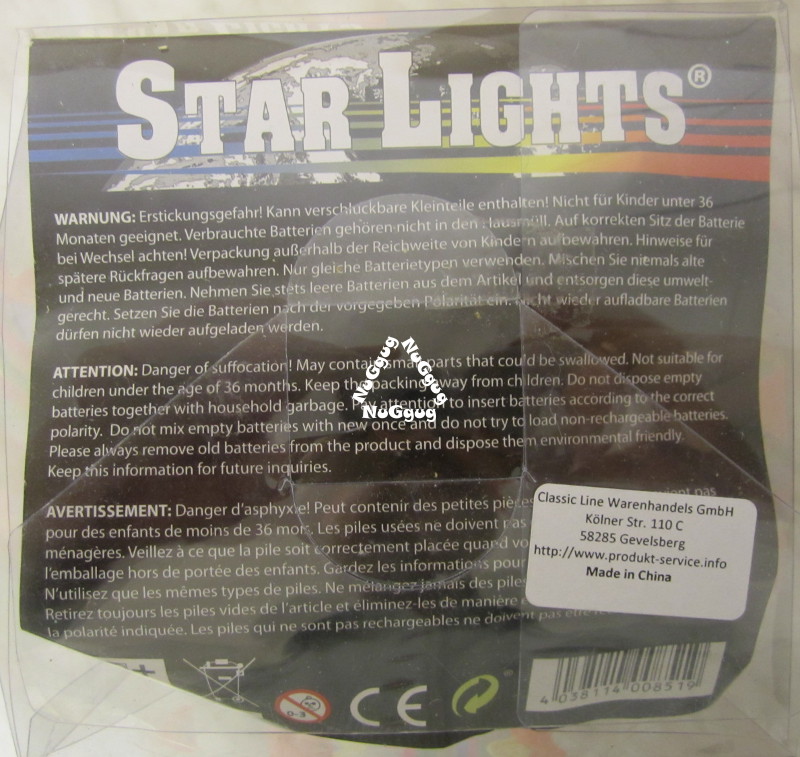 STAR LIGHTS®
WARNUNG: Erstickungsgefahr! Kann verschluckbare Kleinteile enthalten! Nicht für Kinder unter 36
Monaten geeignet. Verbrauchte Batterien gehören nicht in den Hausmüll. Auf korrekten Sitz der Batterie
bei Wechsel achten! Verpackung außerhalb der Reichweite von Kindern aufbewahren. Hinweise für
spätere Rückfragen aufbewahren. Nur gleiche Batterietypen verwenden. Mischen Sie niemals alte
und neue Batterien. Nehmen Sie stets leere Batterien aus dem Artikel und entsorgen diese umwelt-
gerecht. Setzen Sie die Batterien nach der vorgegeben Polarität ein. Nicht wieder aufladbare Batterien
dürfen nicht wieder aufgeladen werden.
ATTENTION: Danger of suffocation! May contain small parts that could be swallowed. Not suitable for
children under the age of 36 months. Keep the packing away from children. Do not dispose empty
batteries together with household garbage. Pay attention to insert batteries according to the correct
polarity. Do not mix empty batteries with new once and do not try to load non-rechargeable batteries.
Please always remove old batteries from the product and dispose them environmental friendly.
Keep this information for future inquiries.
NuGgug
NuGgug
NuGgug
AVERTISSEMENT: Danger d'asphyxie! Peut contenir des petites pièces
pour des enfants de moins de 36 mois. Les piles usées ne doivent pas
ménagères. Veillez à ce que la pile soit correctement placée quand
l'emballage hors de portée des enfants. Gardez les informations pour
N'utilisez que les mêmes types de piles. Ne mélangez jamais des piles
Retirez toujours les piles vides de l'article et éliminez-les de manière
la polarité indiquée. Les piles qui ne sont pas rechargeables ne doivent pas
Classic Line Warenhandels GmbH
Kölner Str. 110 C
58285 Gevelsberg
http://www.produkt-service.info
Made in China
0-3
CE
4 038114 008519